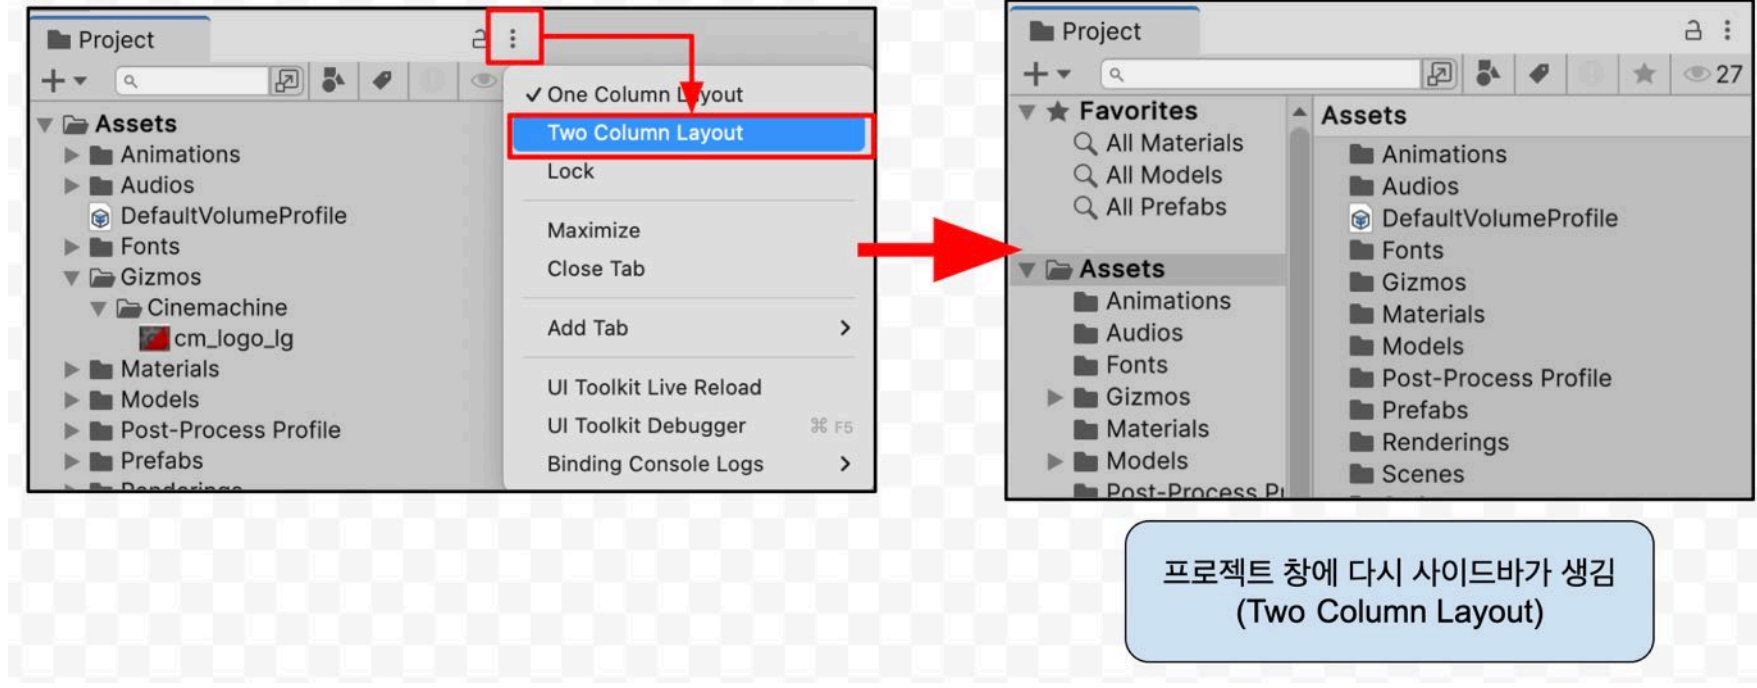 Project
Assets
Animations
Audios
DefaultVolumeProfile
Fonts
Gizmos
Cinemachine
cm_logo_lg
Materials
Models
Post-Process Profile
Prefabs
Renderings
One Column Layout
Two Column Layout
Lock
Maximize
Close Tab
Add Tab
UI Toolkit Live Reload
UI Toolkit Debugger ⌘ F5
Binding Console Logs
Project
27
Favorites
All Materials
All Models
All Prefabs
Assets
Animations
Audios
Fonts
Gizmos
Materials
Models
Post-Process
Assets
Animations
Audios
DefaultVolumeProfile
Fonts
Gizmos
Materials
Models
Post-Process Profile
Prefabs
Renderings
Scenes
프로젝트 창에 다시 사이드바가 생김
(Two Column Layout)